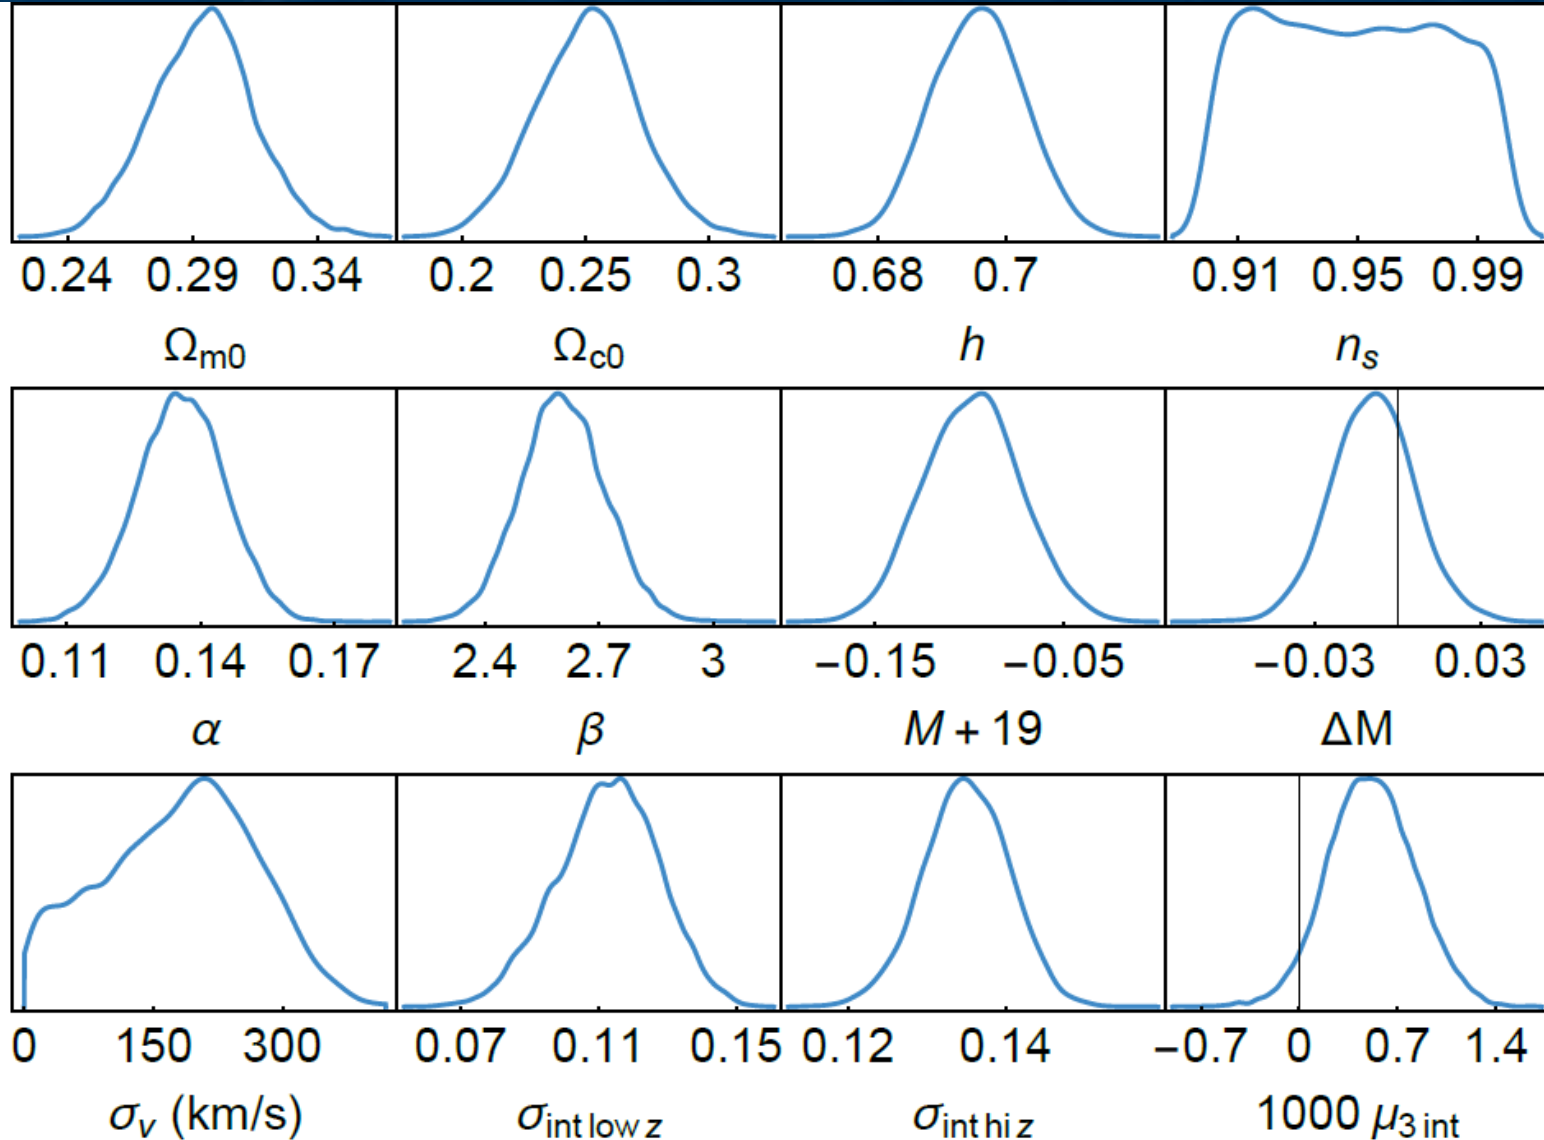 0.24 0.29 0.34 0.2 0.25 0.3 0.68 0.7 0.91 0.95 0.99
Ωm0 Ωc0 h ns
0.11 0.14 0.17 2.4 2.7 3 −0.15 −0.05 −0.03 0.03
α β M + 19 ΔM
0 150 300 0.07 0.11 0.15 0.12 0.14 −0.7 0 0.7 1.4
σv (km/s) σint low z σint hi z 1000 μ3 int